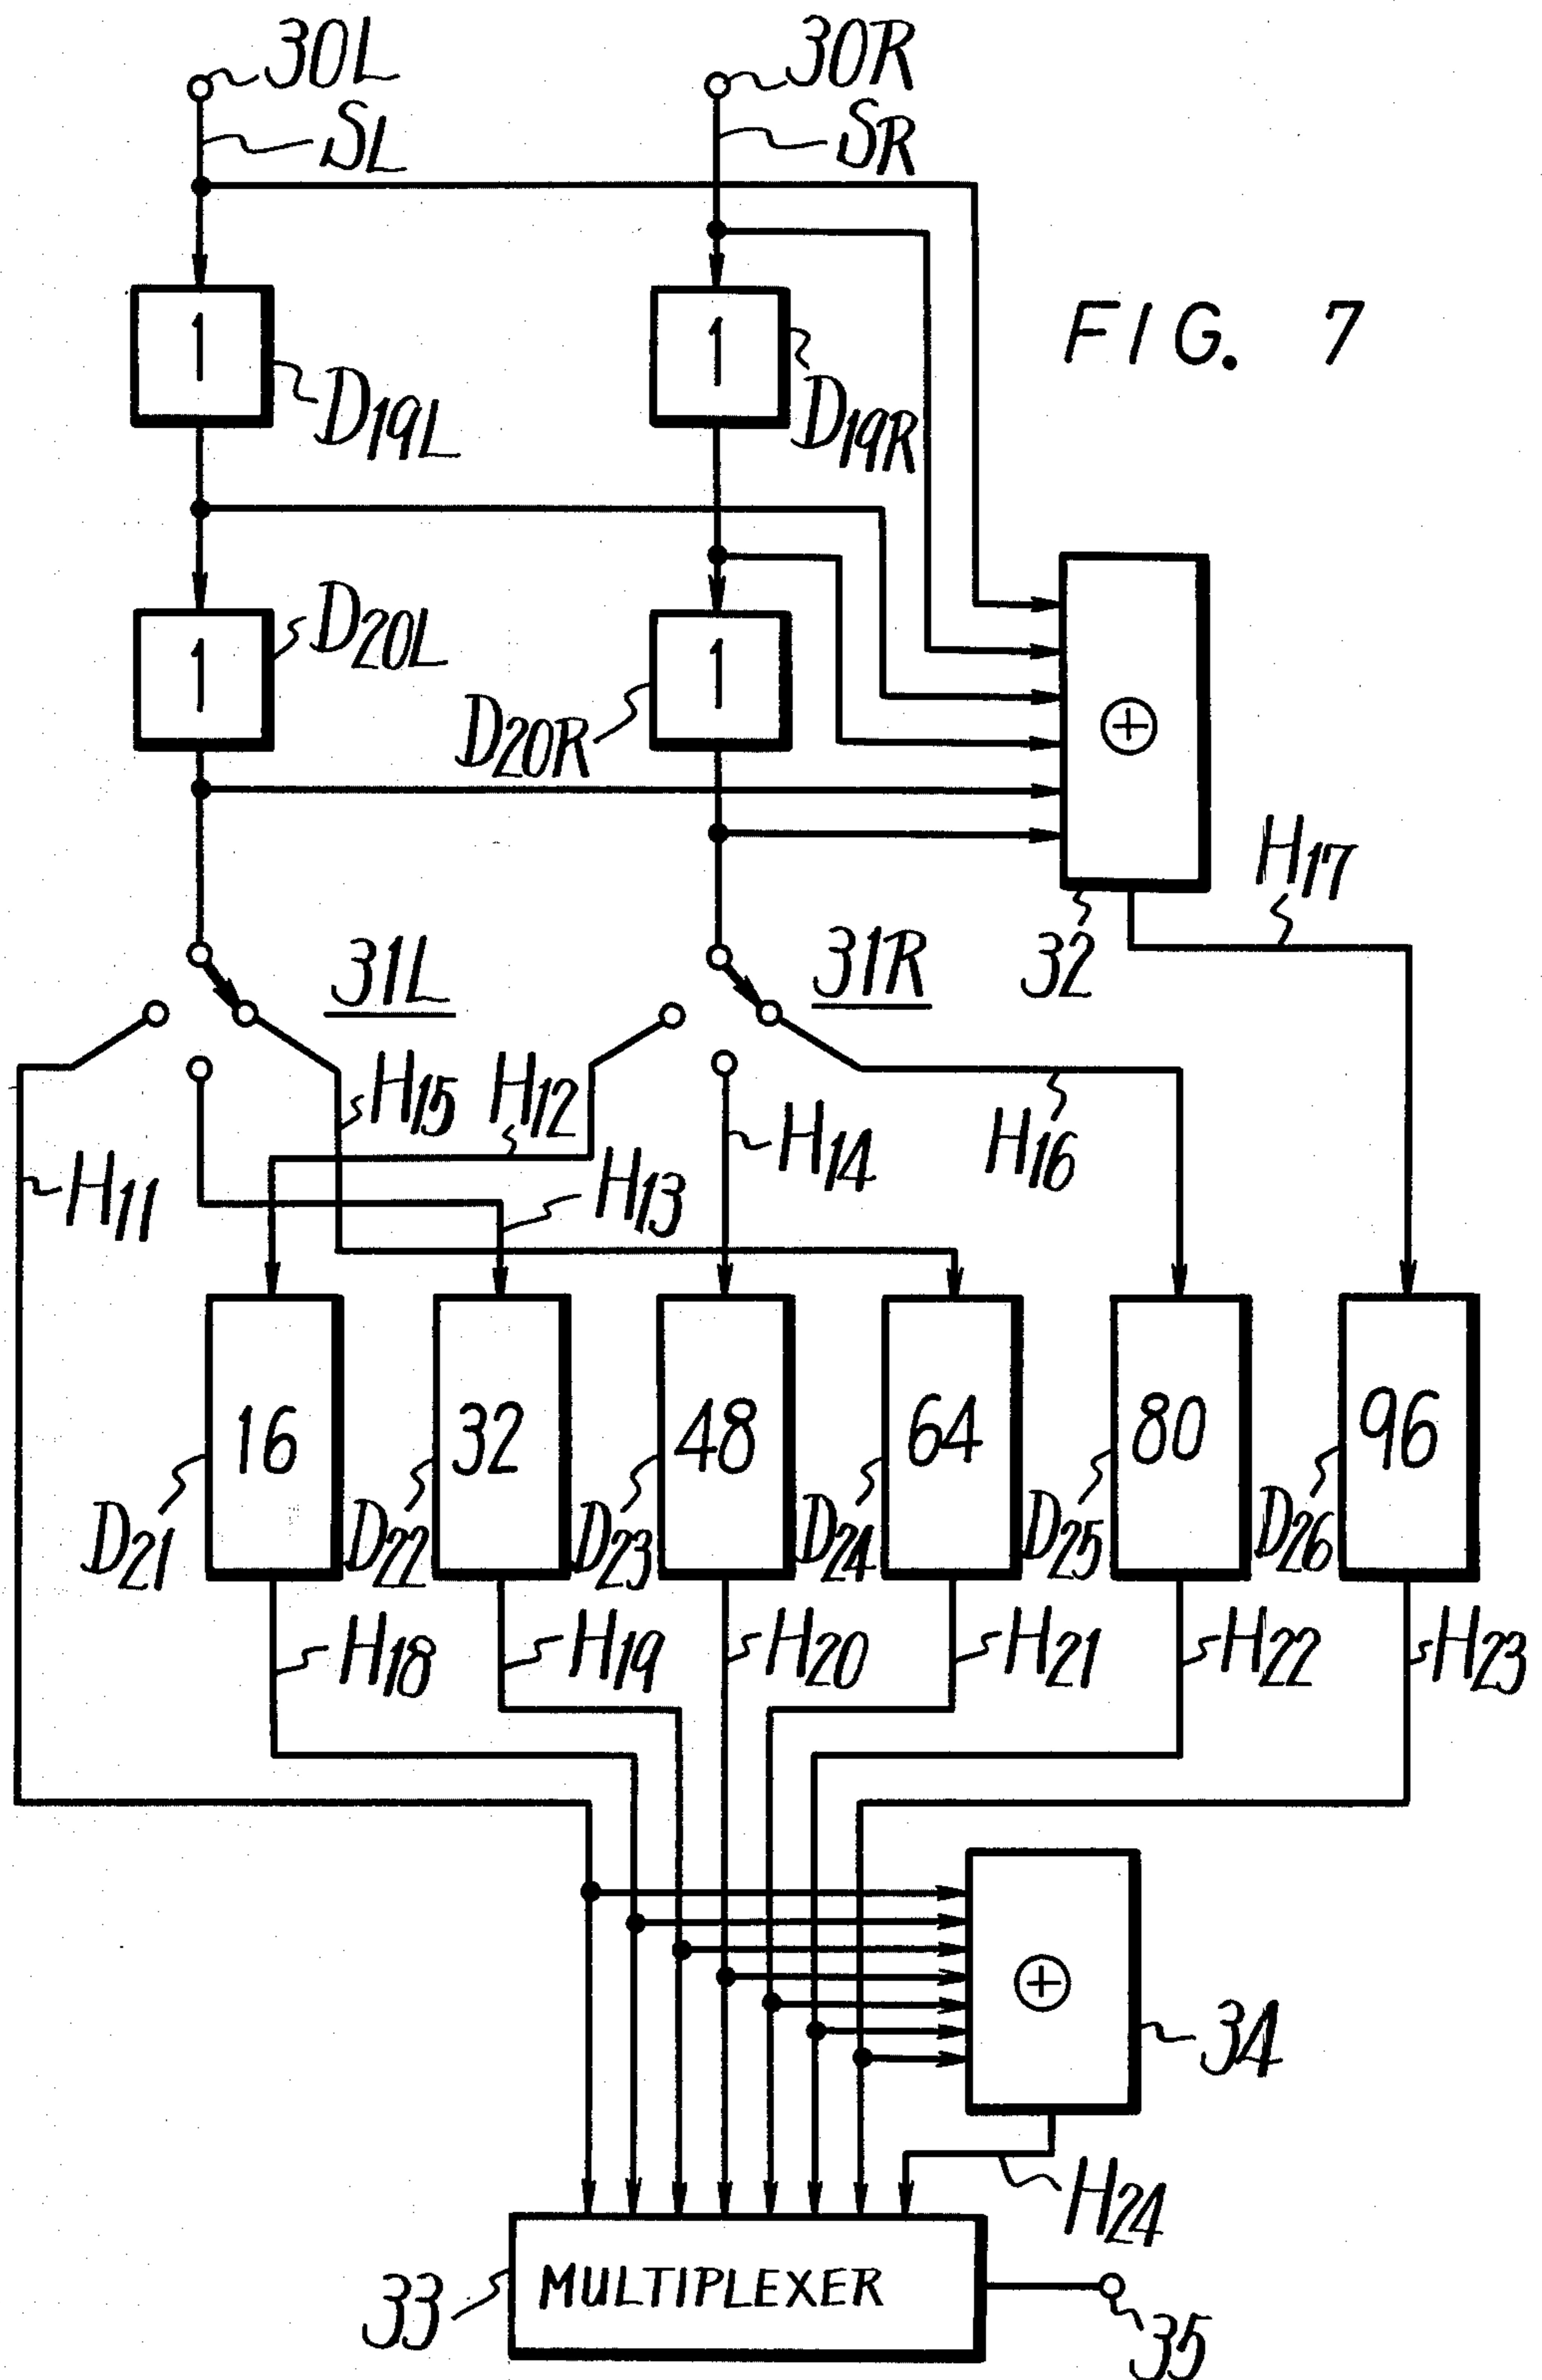 30L 30R
SL SR
1 1
FIG. 7
D19L D19R
1 D20L 1
D20R
⊕
H17
31L 31R 32
H15 H12 H14 H16
H11 H13
16 32 48 64 80 96
D21 D22 D23 D24 D25 D26
H18 H19 H20 H21 H22 H23
⊕
34
H24
33 MULTIPLEXER
35